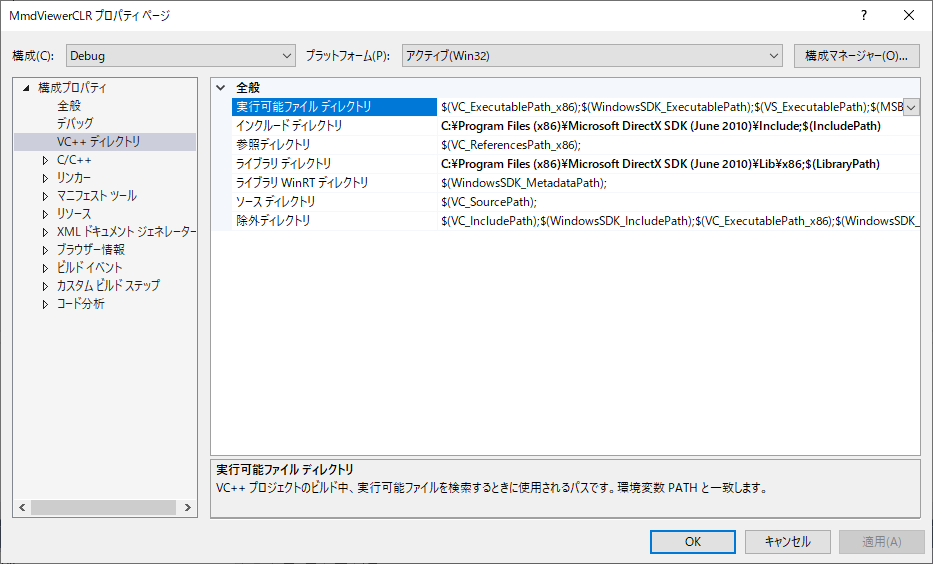 MmdViewerCLR プロパティ ページ
構成(C): Debug プラットフォーム(P): アクティブ(Win32) 構成マネージャー(O)...
構成プロパティ
全般
デバッグ
VC++ ディレクトリ
C/C++
リンカー
マニフェスト ツール
リソース
XML ドキュメント ジェネレーター
ブラウザー情報
ビルド イベント
カスタム ビルド ステップ
コード分析
全般
実行可能ファイル ディレクトリ $(VC_ExecutablePath_x86);$(WindowsSDK_ExecutablePath);$(VS_ExecutablePath);$(MSB
インクルード ディレクトリ C:¥Program Files (x86)¥Microsoft DirectX SDK (June 2010)¥Include;$(IncludePath)
参照ディレクトリ $(VC_ReferencesPath_x86);
ライブラリ ディレクトリ C:¥Program Files (x86)¥Microsoft DirectX SDK (June 2010)¥Lib¥x86;$(LibraryPath)
ライブラリ WinRT ディレクトリ $(WindowsSDK_MetadataPath);
ソース ディレクトリ $(VC_SourcePath);
除外ディレクトリ $(VC_IncludePath);$(WindowsSDK_IncludePath);$(VC_ExecutablePath_x86);$(WindowsSDK_
実行可能ファイル ディレクトリ
VC++ プロジェクトのビルド中、実行可能ファイルを検索するときに使用されるパスです。環境変数 PATH と一致します。
OK キャンセル 適用(A)